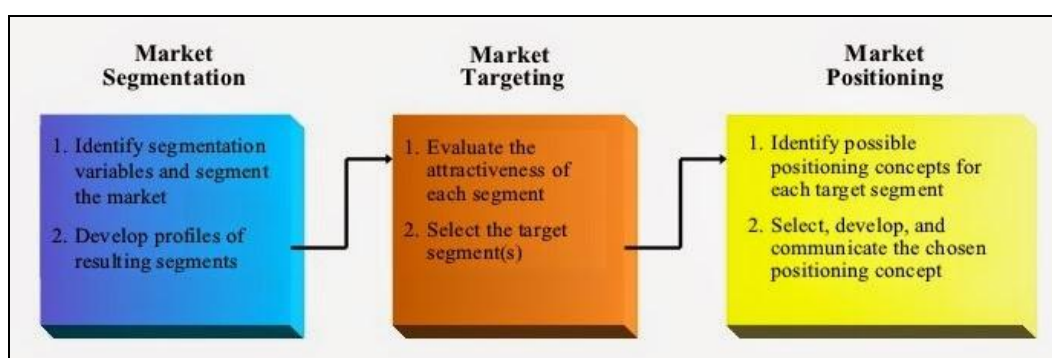 Market
Segmentation
1. Identify segmentation
variables and segment
the market
2. Develop profiles of
resulting segments
Market
Targeting
1. Evaluate the
attractiveness of
each segment
2. Select the target
segment(s)
Market
Positioning
1. Identify possible
positioning concepts for
each target segment
2. Select, develop, and
communicate the chosen
positioning concept